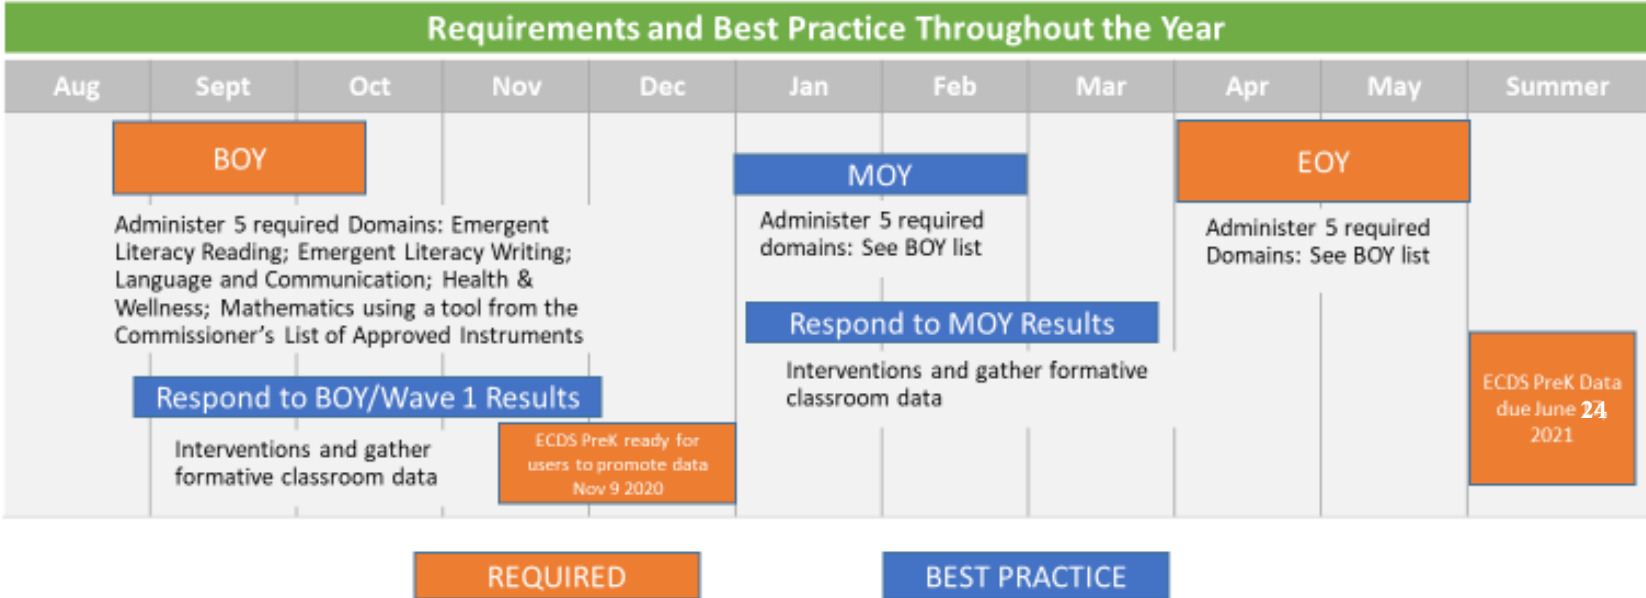 Requirements and Best Practice Throughout the Year
Aug Sept Oct Nov Dec Jan Feb Mar Apr May Summer
BOY
Administer 5 required Domains: Emergent
Literacy Reading; Emergent Literacy Writing;
Language and Communication; Health &
Wellness; Mathematics using a tool from the
Commissioner's List of Approved Instruments
Respond to BOY/Wave 1 Results
Interventions and gather
formative classroom data
ECDS PreK ready for
users to promote data
Nov 9 2020
MOY
Administer 5 required
domains: See BOY list
Respond to MOY Results
Interventions and gather formative
classroom data
EOY
Administer 5 required
Domains: See BOY list
ECDS PreK Data
due June 24
2021
REQUIRED
BEST PRACTICE